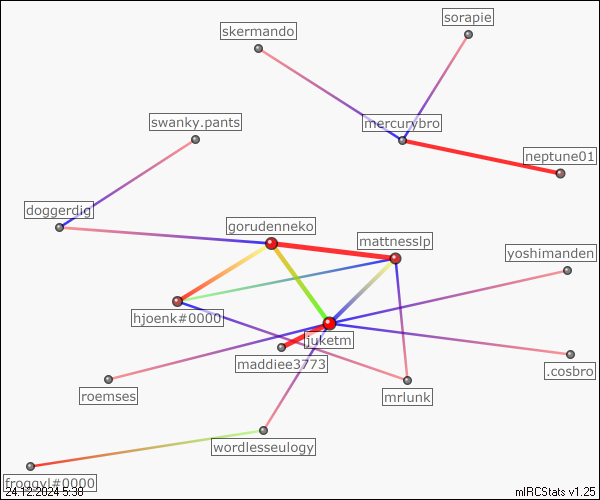 sorapie
skermando
swanky.pants
mercurybro
neptune01
doggerdig
gorudenneko
mattnesslp
yoshimanden
hjoenk#0000
juketm
maddiee3773
.cosbro
roemses
mrlunk
wordlesseulogy
froggyl#0000
24.12.2024 5:38
mIRCStats v1.25